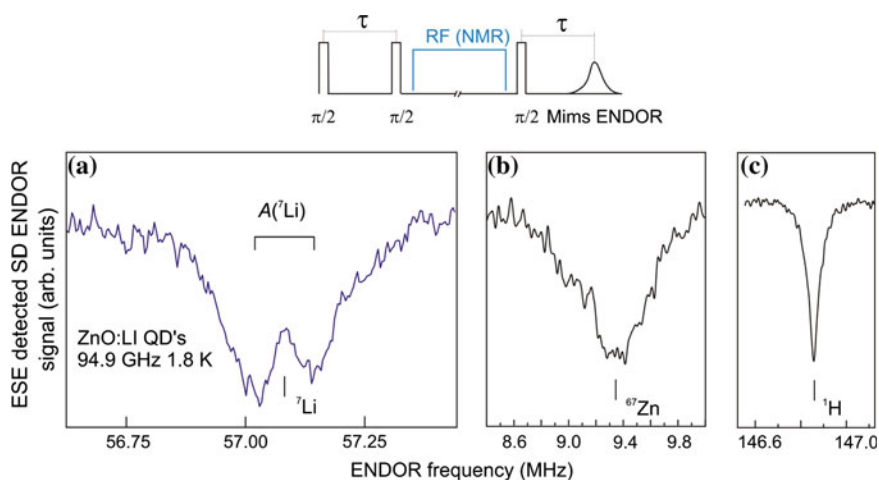 τ τ
RF (NMR)
π/2 π/2 π/2 Mims ENDOR
(a) (b) (c)
A(⁷Li)
ESE detected SD ENDOR
signal (arb. units)
ZnO:LI QD's
94.9 GHz 1.8 K
⁷Li ⁶⁷Zn ¹H
56.75 57.00 57.25 8.6 9.0 9.4 9.8 146.6 147.0
ENDOR frequency (MHz)